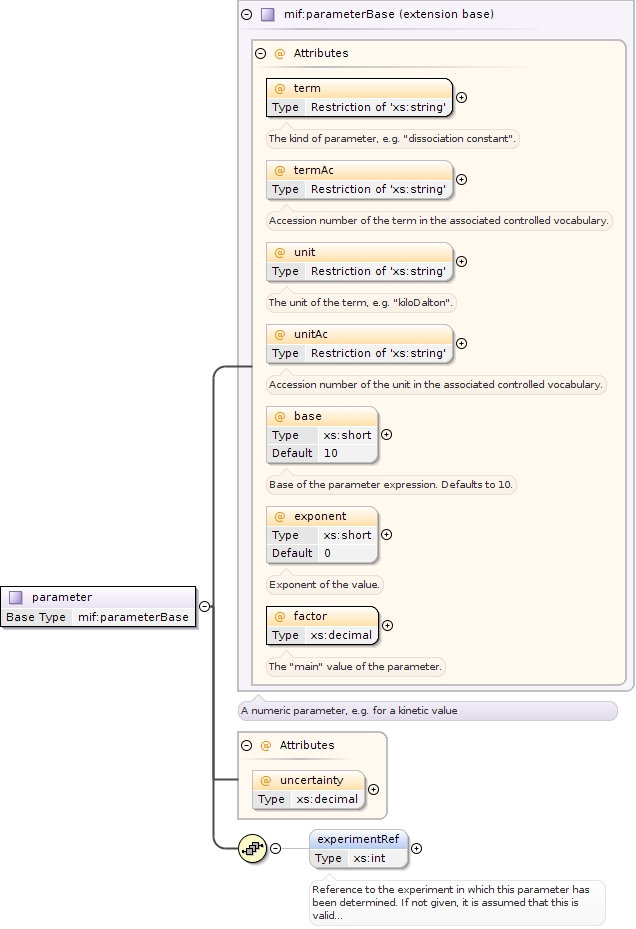 mif:parameterBase (extension base)
@ Attributes
@ term
Type Restriction of 'xs:string'
The kind of parameter, e.g. "dissociation constant".
@ termAc
Type Restriction of 'xs:string'
Accession number of the term in the associated controlled vocabulary.
@ unit
Type Restriction of 'xs:string'
The unit of the term, e.g. "kiloDalton".
@ unitAc
Type Restriction of 'xs:string'
Accession number of the unit in the associated controlled vocabulary.
@ base
Type xs:short
Default 10
Base of the parameter expression. Defaults to 10.
@ exponent
Type xs:short
Default 0
Exponent of the value.
@ factor
Type xs:decimal
The "main" value of the parameter.
parameter
Base Type mif:parameterBase
A numeric parameter, e.g. for a kinetic value
@ Attributes
@ uncertainty
Type xs:decimal
experimentRef
Type xs:int
Reference to the experiment in which this parameter has
been determined. If not given, it is assumed that this is
valid...